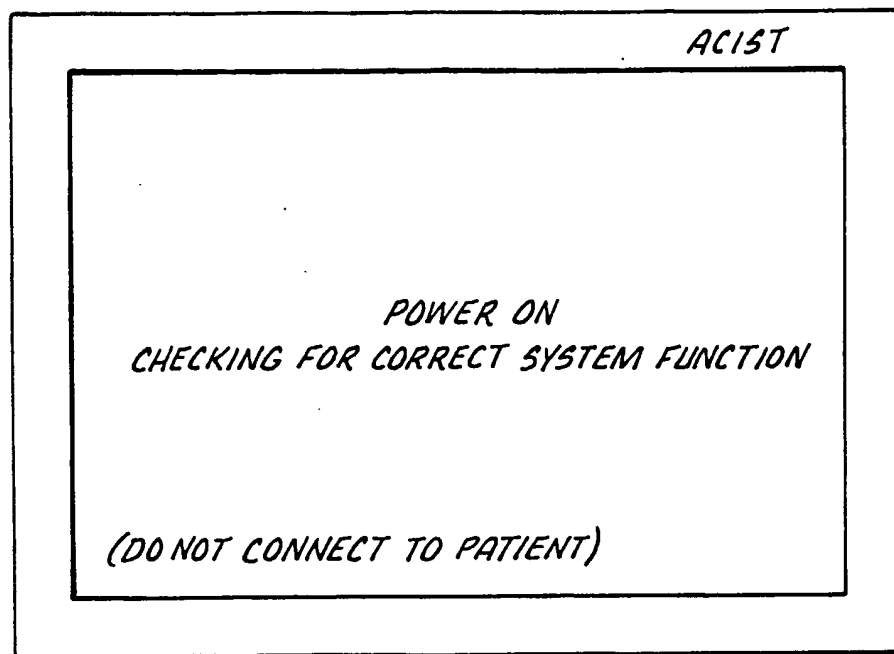 ACIST
POWER ON
CHECKING FOR CORRECT SYSTEM FUNCTION
(DO NOT CONNECT TO PATIENT)